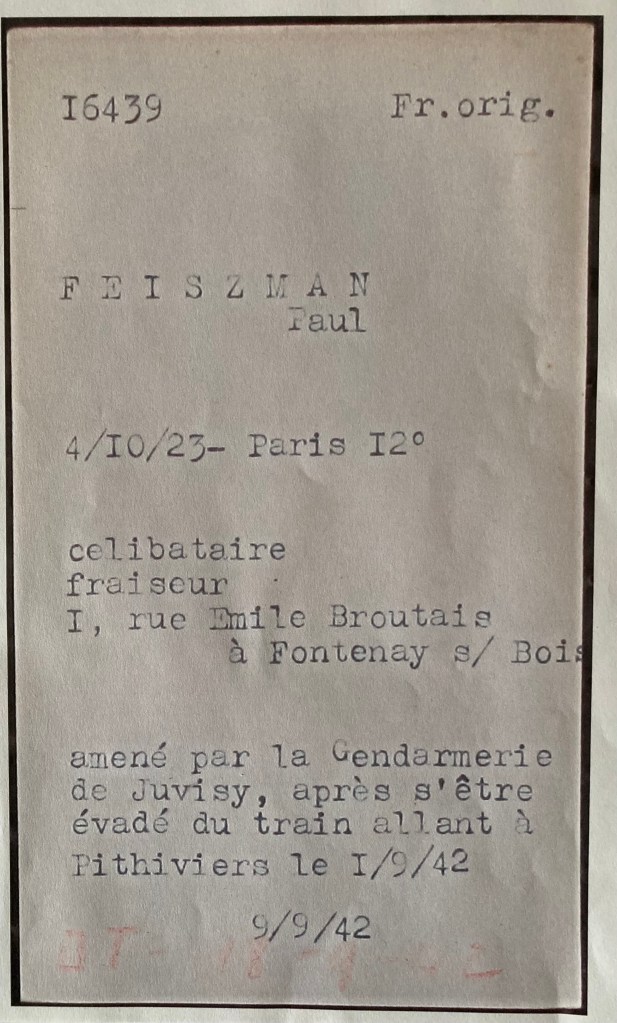 I6439 Fr.orig.
F E I S Z M A N
Paul
4/IO/23- Paris I2°
celibataire
fraiseur
I, rue Emile Broutais
à Fontenay s/ Bois
amené par la Gendarmerie
de Juvisy, après s'être
évadé du train allant à
Pithiviers le I/9/42
9/9/42